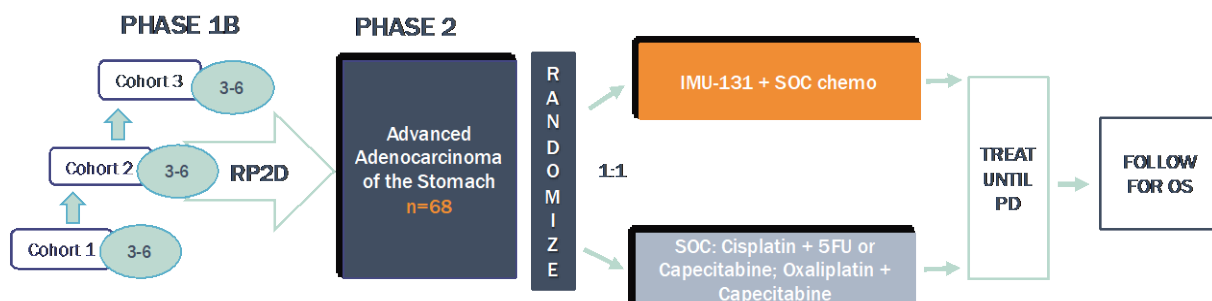 PHASE 1B
PHASE 2
Cohort 3
3-6
Cohort 2
3-6
Cohort 1
3-6
RP2D
Advanced
Adenocarcinoma
of the Stomach
n=68
R
A
N
D
O
M
I
Z
E
1:1
IMU-131 + SOC chemo
SOC: Cisplatin + 5FU or
Capecitabine; Oxaliplatin +
Capecitabine
TREAT
UNTIL
PD
FOLLOW
FOR OS